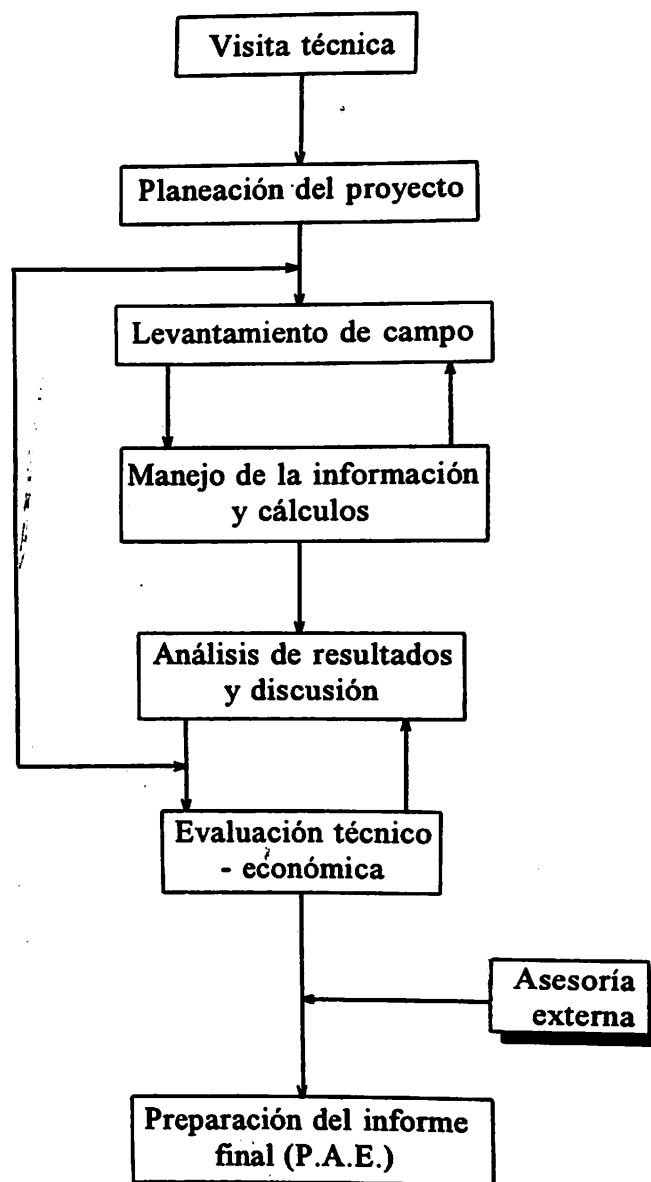 Visita técnica
Planeación del proyecto
Levantamiento de campo
Manejo de la información
y cálculos
Análisis de resultados
y discusión
Evaluación técnico
- económica
Asesoría
externa
Preparación del informe
final (P.A.E.)